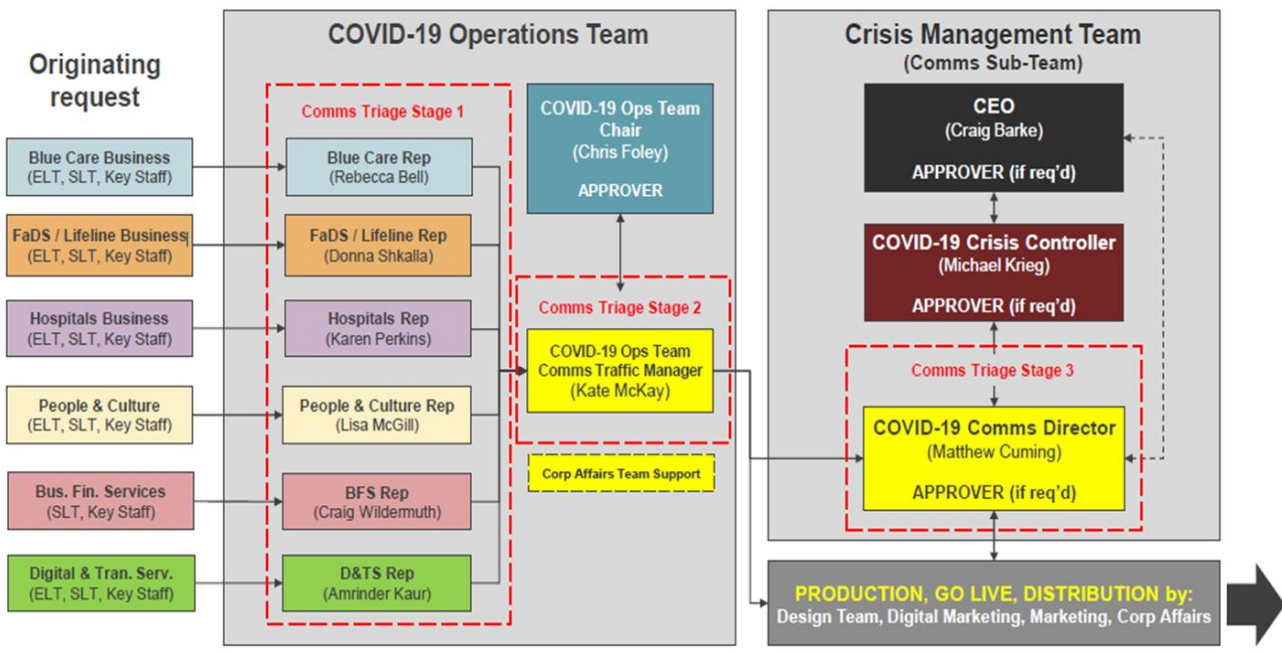 Originating
request
Blue Care Business
(ELT, SLT, Key Staff)
FaDS / Lifeline Business
(ELT, SLT, Key Staff)
Hospitals Business
(ELT, SLT, Key Staff)
People & Culture
(ELT, SLT, Key Staff)
Bus. Fin. Services
(SLT, Key Staff)
Digital & Tran. Serv.
(ELT, SLT, Key Staff)
COVID-19 Operations Team
Comms Triage Stage 1
Blue Care Rep
(Rebecca Bell)
FaDS / Lifeline Rep
(Donna Shkalla)
Hospitals Rep
(Karen Perkins)
People & Culture Rep
(Lisa McGill)
BFS Rep
(Craig Wildermuth)
D&TS Rep
(Amrinder Kaur)
COVID-19 Ops Team
Chair
(Chris Foley)
APPROVER
Comms Triage Stage 2
COVID-19 Ops Team
Comms Traffic Manager
(Kate McKay)
Corp Affairs Team Support
Crisis Management Team
(Comms Sub-Team)
CEO
(Craig Barke)
APPROVER (if req'd)
COVID-19 Crisis Controller
(Michael Krieg)
APPROVER (if req'd)
Comms Triage Stage 3
COVID-19 Comms Director
(Matthew Cuming)
APPROVER (if req'd)
PRODUCTION, GO LIVE, DISTRIBUTION by:
Design Team, Digital Marketing, Marketing, Corp Affairs